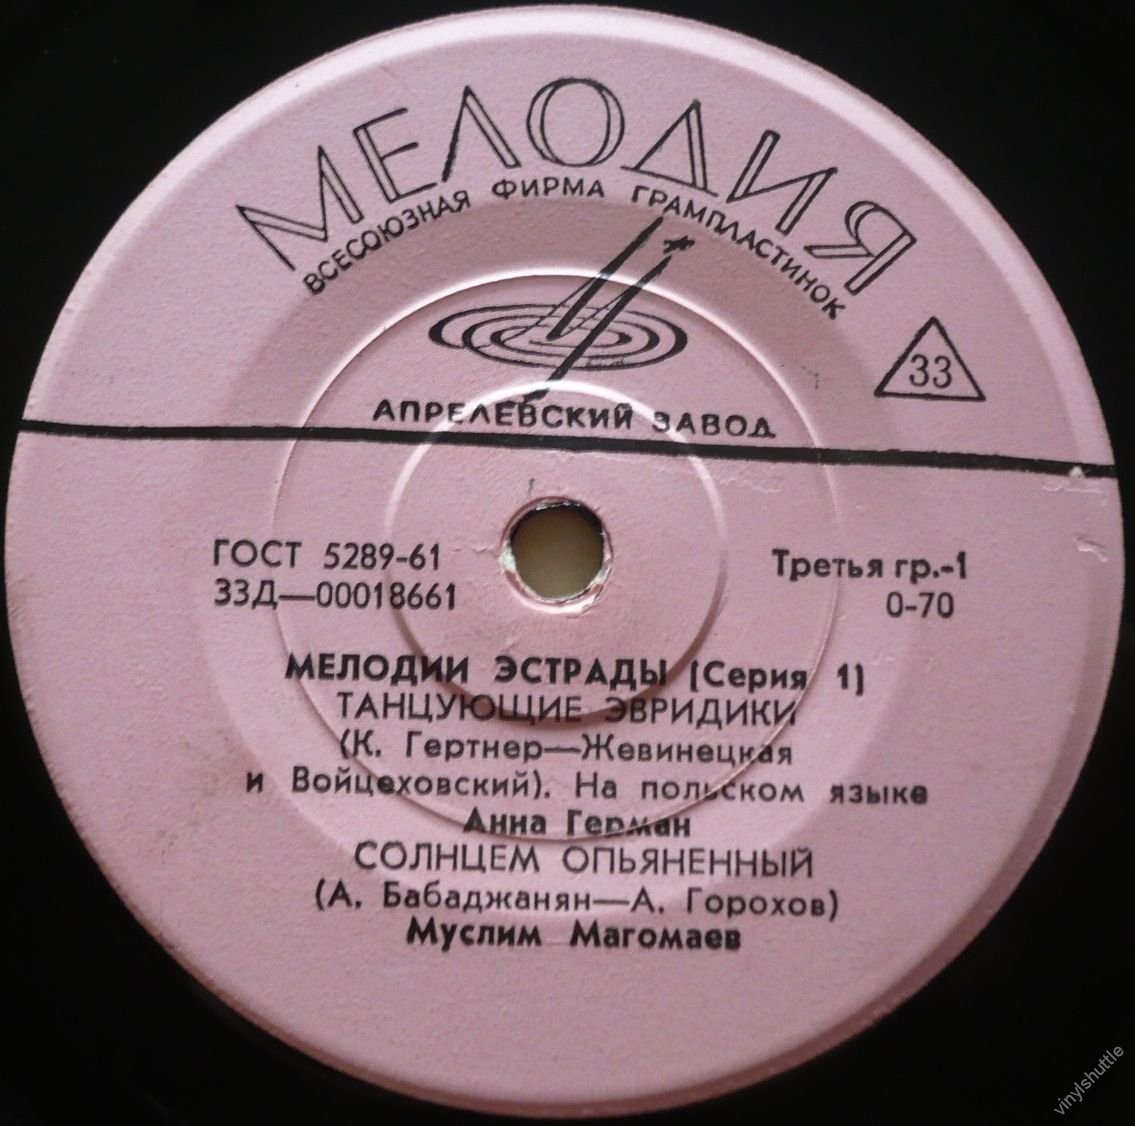 МЕЛОДИЯ
ВСЕСОЮЗНАЯ ФИРМА ГРАМПЛАСТИНОК
33
АПРЕЛЕВСКИЙ ЗАВОД
ГОСТ 5289-61
Третья гр.-1
33Д—00018661
0-70
МЕЛОДИИ ЭСТРАДЫ (Серия 1)
ТАНЦУЮЩИЕ ЭВРИДИКИ
(К. Гертнер—Жевинецкая
и Войцеховский). На польском языке
Анна Герман
СОЛНЦЕМ ОПЬЯНЕННЫЙ
(А. Бабаджанян—А. Горохов)
Муслим Магомаев
vinylshuttle